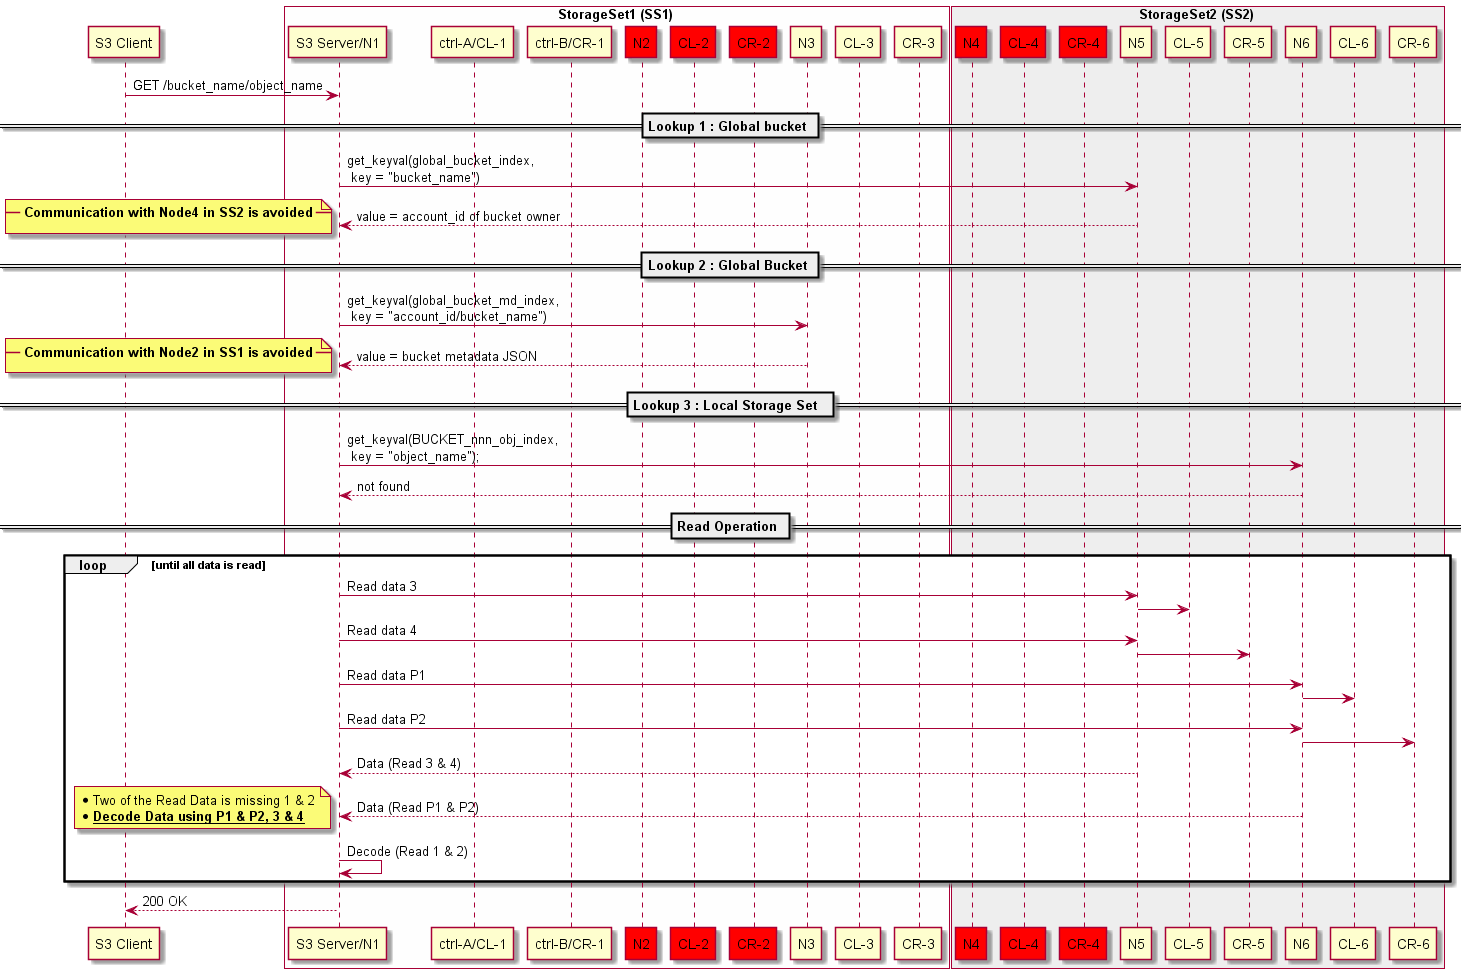 StorageSet1 (SS1)
StorageSet2 (SS2)
S3 Client
S3 Server/N1
ctrl-A/CL-1
ctrl-B/CR-1
N2
CL-2
CR-2
N3
CL-3
CR-3
N4
CL-4
CR-4
N5
CL-5
CR-5
N6
CL-6
CR-6
GET /bucket_name/object_name
Lookup 1 : Global bucket
get_keyval(global_bucket_index,
key = "bucket_name")
Communication with Node4 in SS2 is avoided
value = account_id of bucket owner
Lookup 2 : Global Bucket
get_keyval(global_bucket_md_index,
key = "account_id/bucket_name")
Communication with Node2 in SS1 is avoided
value = bucket metadata JSON
Lookup 3 : Local Storage Set
get_keyval(BUCKET_nnn_obj_index,
key = "object_name");
not found
Read Operation
loop
[until all data is read]
Read data 3
Read data 4
Read data P1
Read data P2
Data (Read 3 & 4)
• Two of the Read Data is missing 1 & 2
• Decode Data using P1 & P2, 3 & 4
Data (Read P1 & P2)
Decode (Read 1 & 2)
200 OK
S3 Client
S3 Server/N1
ctrl-A/CL-1
ctrl-B/CR-1
N2
CL-2
CR-2
N3
CL-3
CR-3
N4
CL-4
CR-4
N5
CL-5
CR-5
N6
CL-6
CR-6